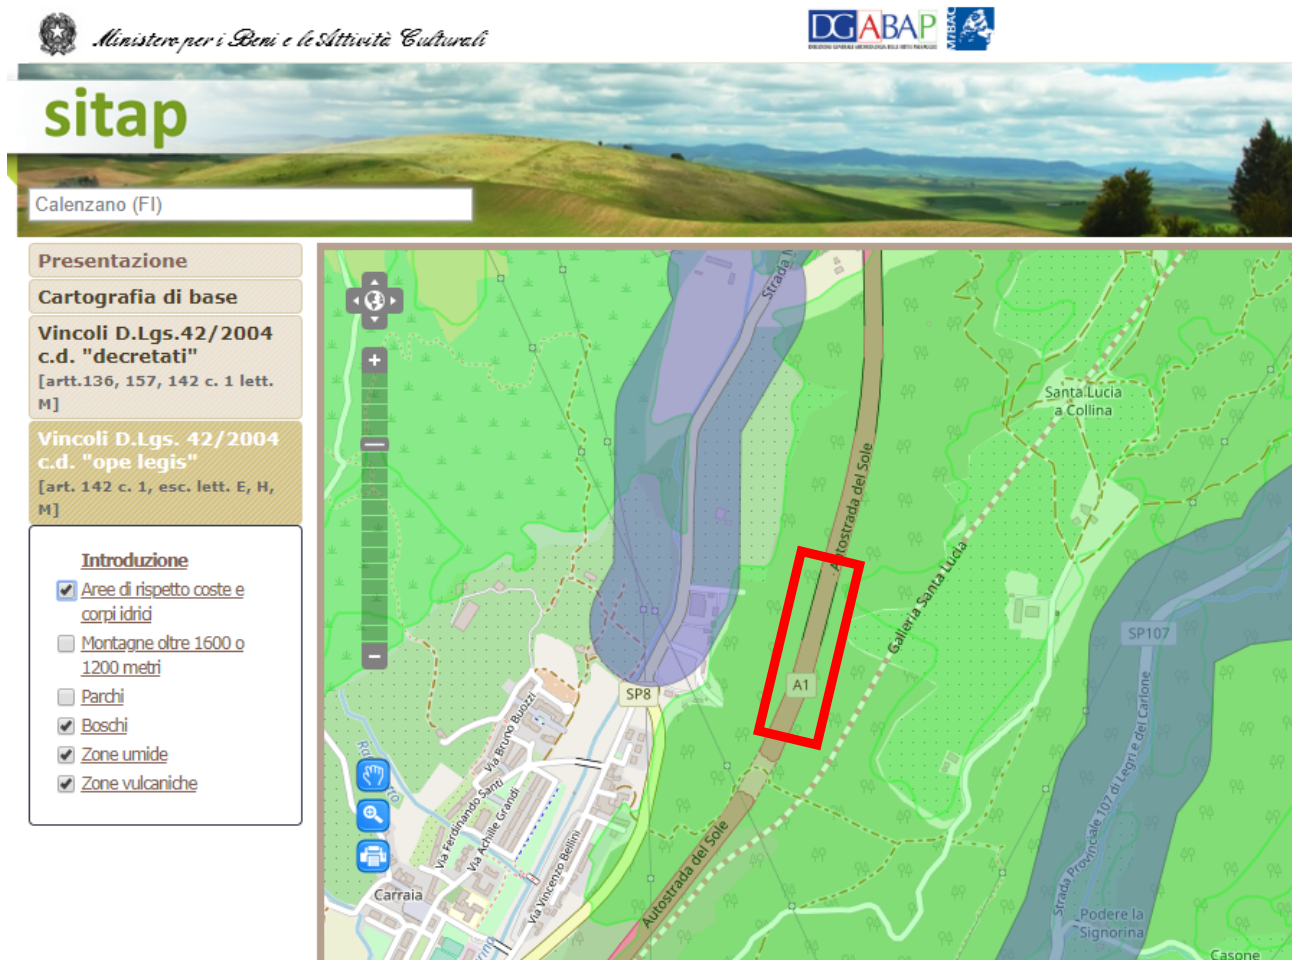 Ministero per i Beni e le Attività Culturali
DGABAP
MiBAC
sitap
Calenzano (FI)
Presentazione
Cartografia di base
Vincoli D.Lgs.42/2004
c.d. "decretati"
[artt.136, 157, 142 c. 1 lett.
M]
Vincoli D.Lgs. 42/2004
c.d. "ope legis"
[art. 142 c. 1, esc. lett. E, H,
M]
Introduzione
Aree di rispetto coste e
corpi idrici
Montagne oltre 1600 o
1200 metri
Parchi
Boschi
Zone umide
Zone vulcaniche
Strada
Santa Lucia
a Collina
Autostrada del Sole
Galleria Santa Lucia
SP107
A1
SP8
Via Bruno Buozzi
Via Ferdinando Santi
Via Achille Grandi
Via Vincenzo Bellini
Carraia
Autostrada del Sole
Strada Provinciale 107 di Legri e del Carlone
Podere la
Signorina
Casone